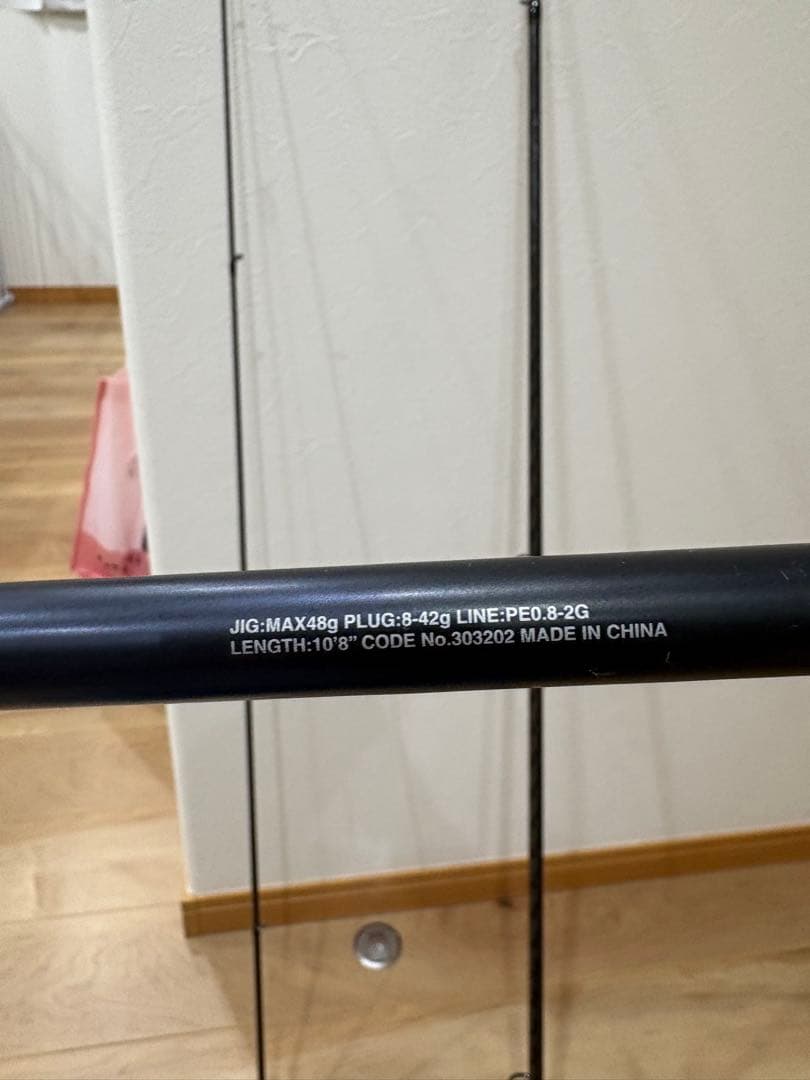 JIG:MAX48g PLUG:8-42g LINE:PE0.8-2G
LENGTH:10'8” CODE No.303202 MADE IN CHINA